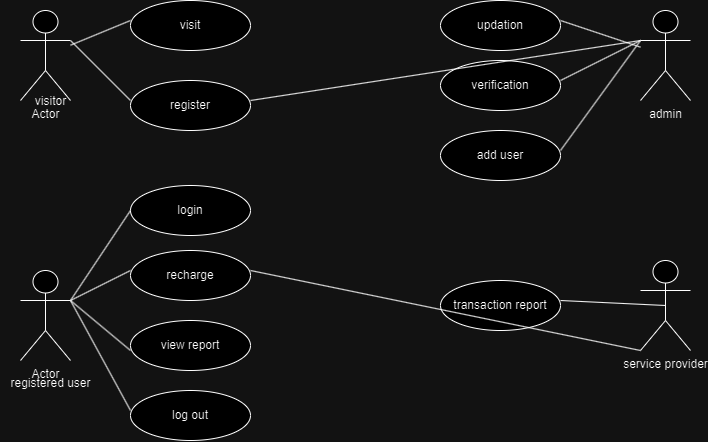 visit
updation
verification
visitor
Actor
register
admin
add user
login
recharge
transaction report
view report
service provider
Actor
registered user
log out